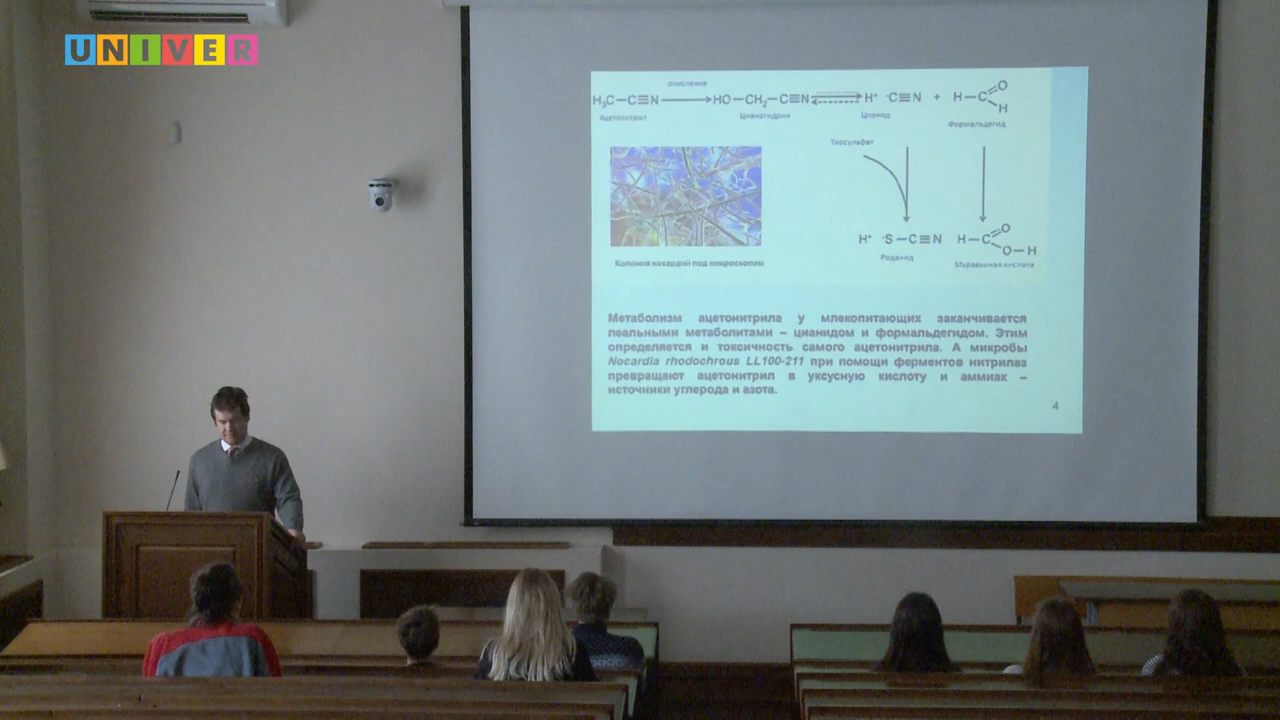 UNIVER
окисление
H₃C—C≡N HO—CH₂—C≡N H⁺ ⁻C≡N + H—C O H
Ацетонитрил Циангидрин Цианид Формальдегид
Тиосульфат
H⁺ ⁻S—C≡N H—C O O—H
Роданид Муравьиная кислота
Колония нокардий под микроскопом
Метаболизм ацетонитрила у млекопитающих заканчивается
леальными метаболитами – цианидом и формальдегидом. Этим
определяется и токсичность самого ацетонитрила. А микробы
Nocardia rhodochrous LL100-211 при помощи ферментов нитрилаз
превращают ацетонитрил в уксусную кислоту и аммиак –
источники углерода и азота.
4